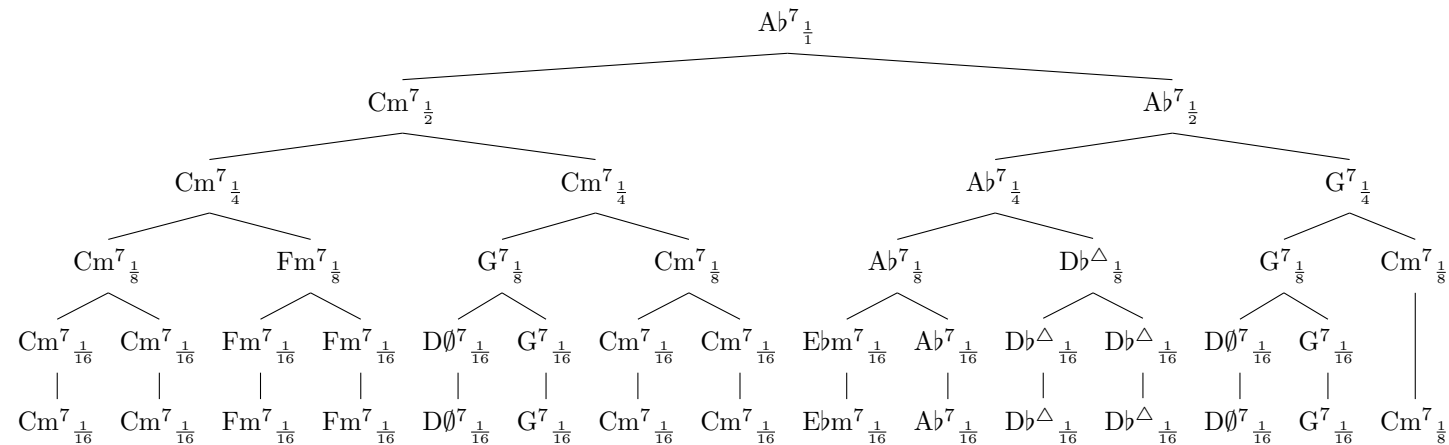 A♭⁷ 1/1
Cm⁷ 1/2 A♭⁷ 1/2
Cm⁷ 1/4 Cm⁷ 1/4 A♭⁷ 1/4 G⁷ 1/4
Cm⁷ 1/8 Fm⁷ 1/8 G⁷ 1/8 Cm⁷ 1/8 A♭⁷ 1/8 D♭△ 1/8 G⁷ 1/8 Cm⁷ 1/8
Cm⁷ 1/16 Cm⁷ 1/16 Fm⁷ 1/16 Fm⁷ 1/16 D∅⁷ 1/16 G⁷ 1/16 Cm⁷ 1/16 Cm⁷ 1/16 E♭m⁷ 1/16 A♭⁷ 1/16 D♭△ 1/16 D♭△ 1/16 D∅⁷ 1/16 G⁷ 1/16
Cm⁷ 1/16 Cm⁷ 1/16 Fm⁷ 1/16 Fm⁷ 1/16 D∅⁷ 1/16 G⁷ 1/16 Cm⁷ 1/16 Cm⁷ 1/16 E♭m⁷ 1/16 A♭⁷ 1/16 D♭△ 1/16 D♭△ 1/16 D∅⁷ 1/16 G⁷ 1/16 Cm⁷ 1/8